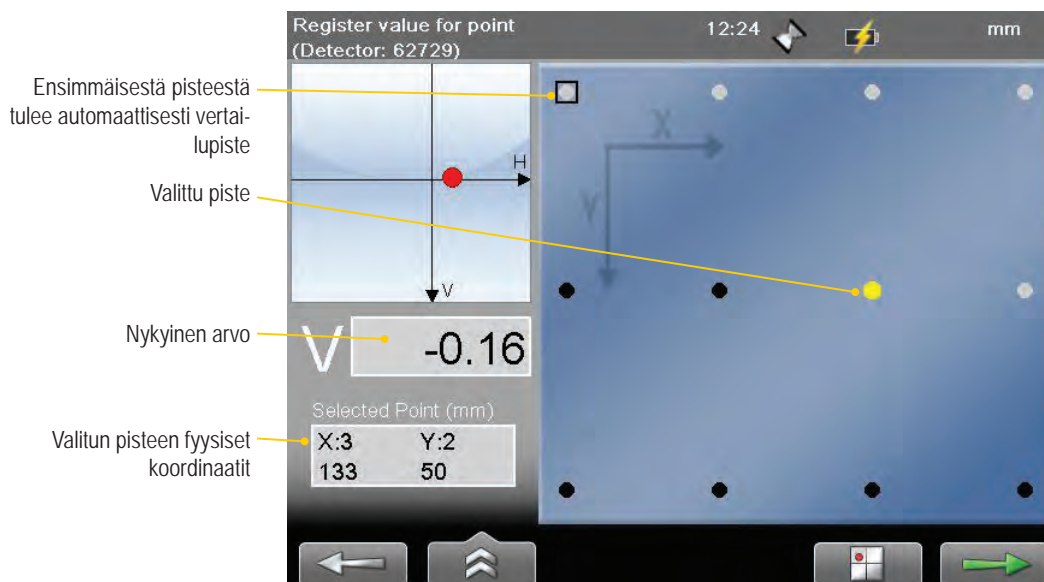 Register value for point
(Detector: 62729)
12:24
mm
Ensimmäisestä pisteestä
tulee automaattisesti vertai-
lupiste
Valittu piste
Nykyinen arvo
Valitun pisteen fyysiset
koordinaatit
H
V
V
-0.16
Selected Point (mm)
X:3 Y:2
133 50
X
Y